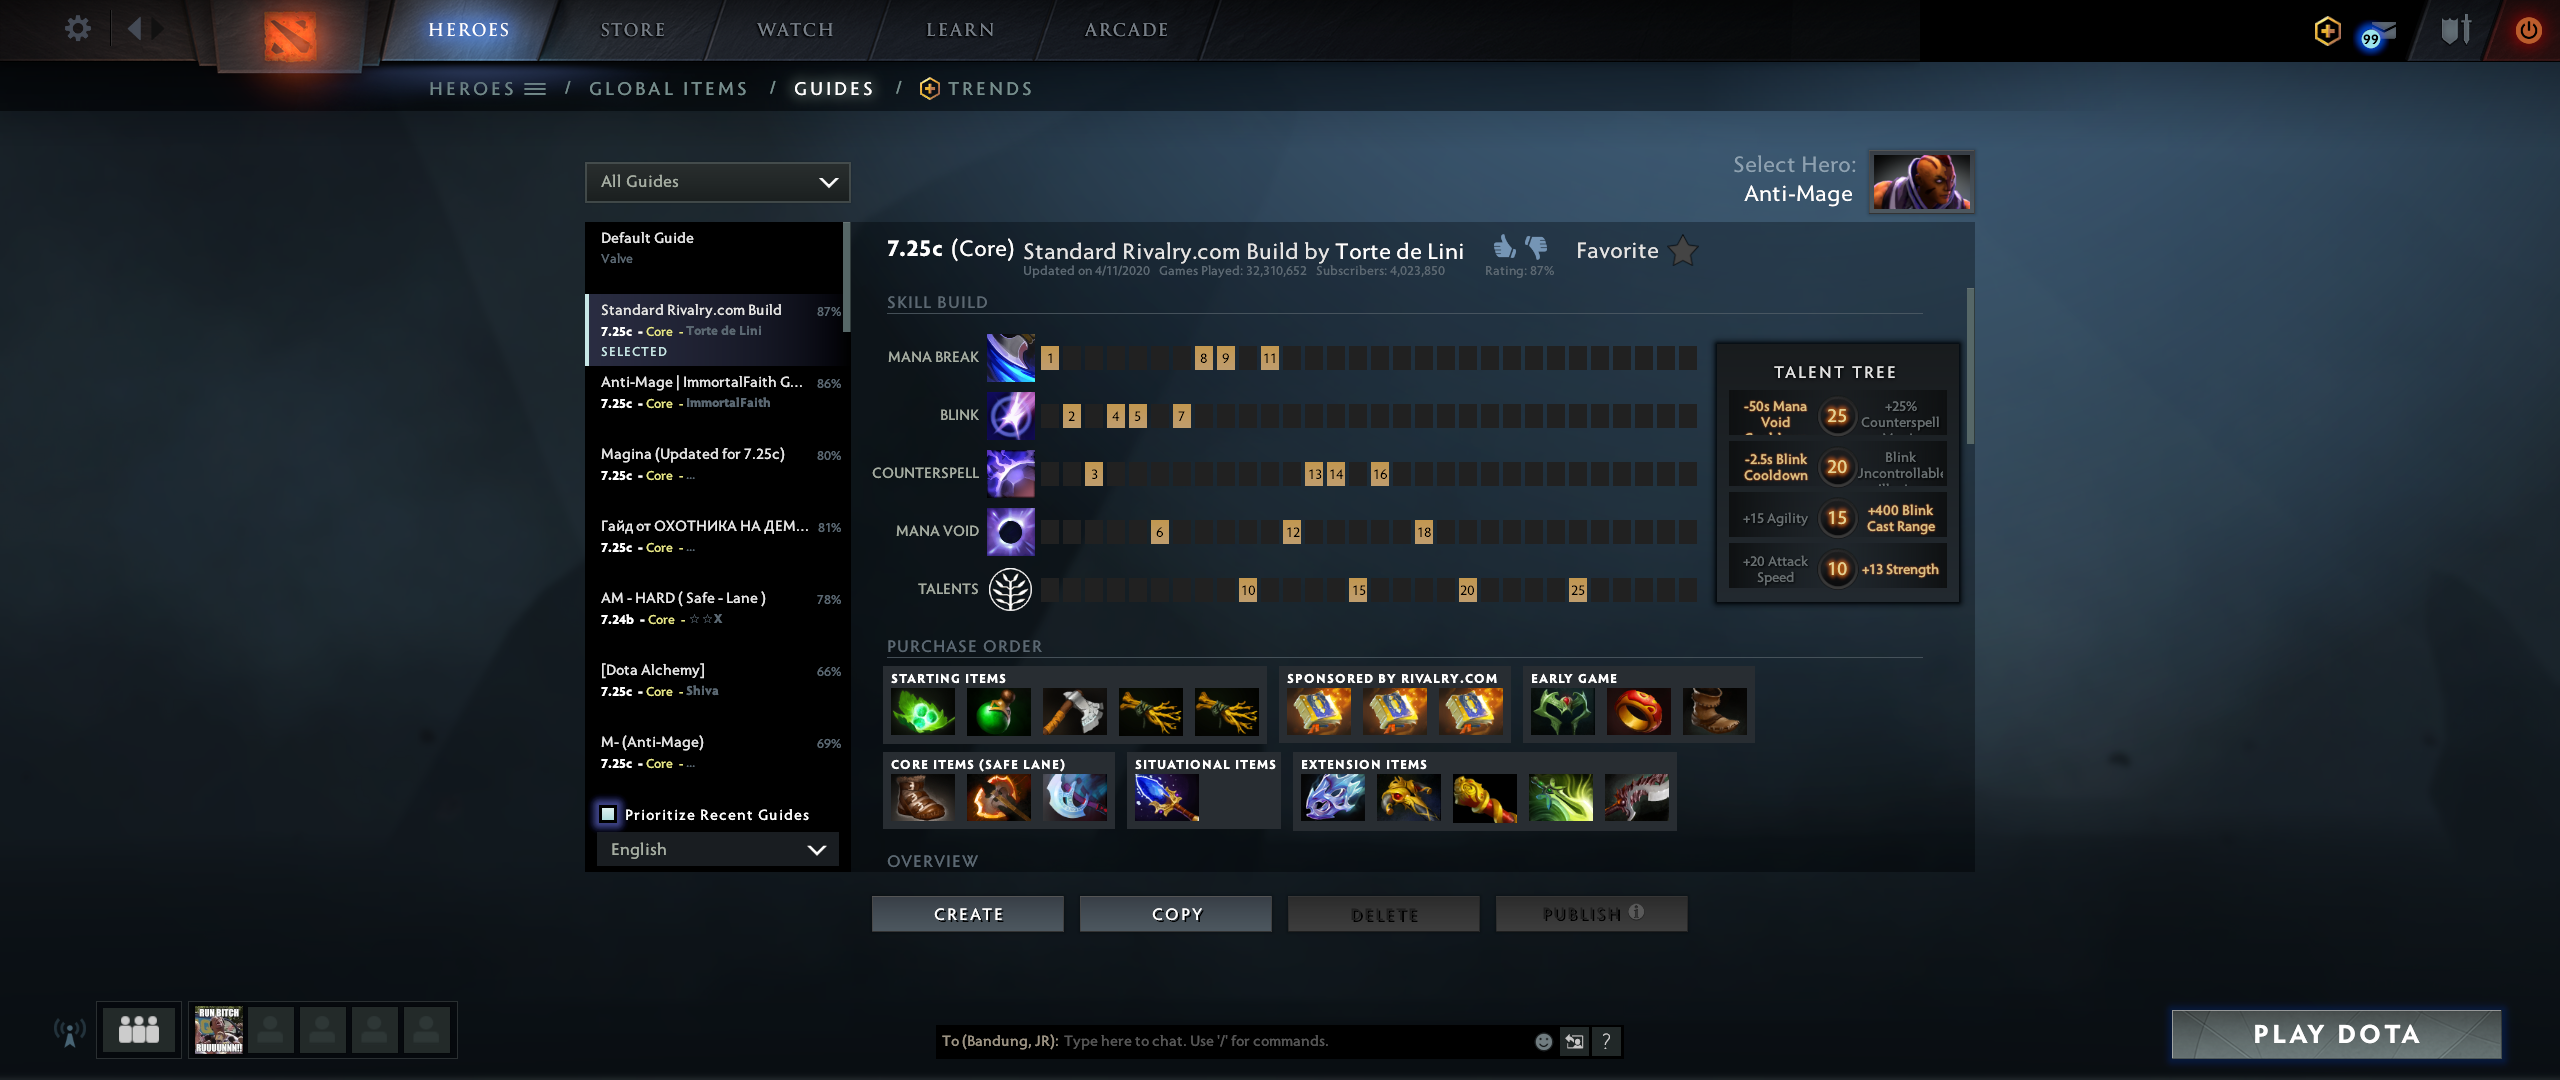 HEROES
STORE
WATCH
LEARN
ARCADE
99
HEROES / GLOBAL ITEMS / GUIDES / TRENDS
All Guides
Select Hero:
Anti-Mage
Default Guide
Valve
Standard Rivalry.com Build 87%
7.25c - Core - Torte de Lini
SELECTED
Anti-Mage | ImmortalFaith G... 86%
7.25c - Core - ImmortalFaith
Magina (Updated for 7.25c) 80%
7.25c - Core - ...
Гайд от ОХОТНИКА НА ДЕМ... 81%
7.25c - Core - ...
AM - HARD ( Safe - Lane ) 78%
7.24b - Core - ☆☆X
[Dota Alchemy] 66%
7.25c - Core - Shiva
M- (Anti-Mage) 69%
7.25c - Core - ...
Prioritize Recent Guides
English
7.25c (Core) Standard Rivalry.com Build by Torte de Lini
Updated on 4/11/2020 Games Played: 32,310,652 Subscribers: 4,023,850
Rating: 87%
Favorite
SKILL BUILD
MANA BREAK 1 8 9 11
BLINK 2 4 5 7
COUNTERSPELL 3 13 14 16
MANA VOID 6 12 18
TALENTS 10 15 20 25
TALENT TREE
-50s Mana Void 25 +25% Counterspell
-2.5s Blink Cooldown 20 Blink Uncontrollable
+15 Agility 15 +400 Blink Cast Range
+20 Attack Speed 10 +13 Strength
PURCHASE ORDER
STARTING ITEMS
SPONSORED BY RIVALRY.COM
EARLY GAME
CORE ITEMS (SAFE LANE)
SITUATIONAL ITEMS
EXTENSION ITEMS
OVERVIEW
CREATE
COPY
DELETE
PUBLISH i
RUN BITCH
RUUUUNNN!!
To (Bandung, JR): Type here to chat. Use '/' for commands.
?
PLAY DOTA